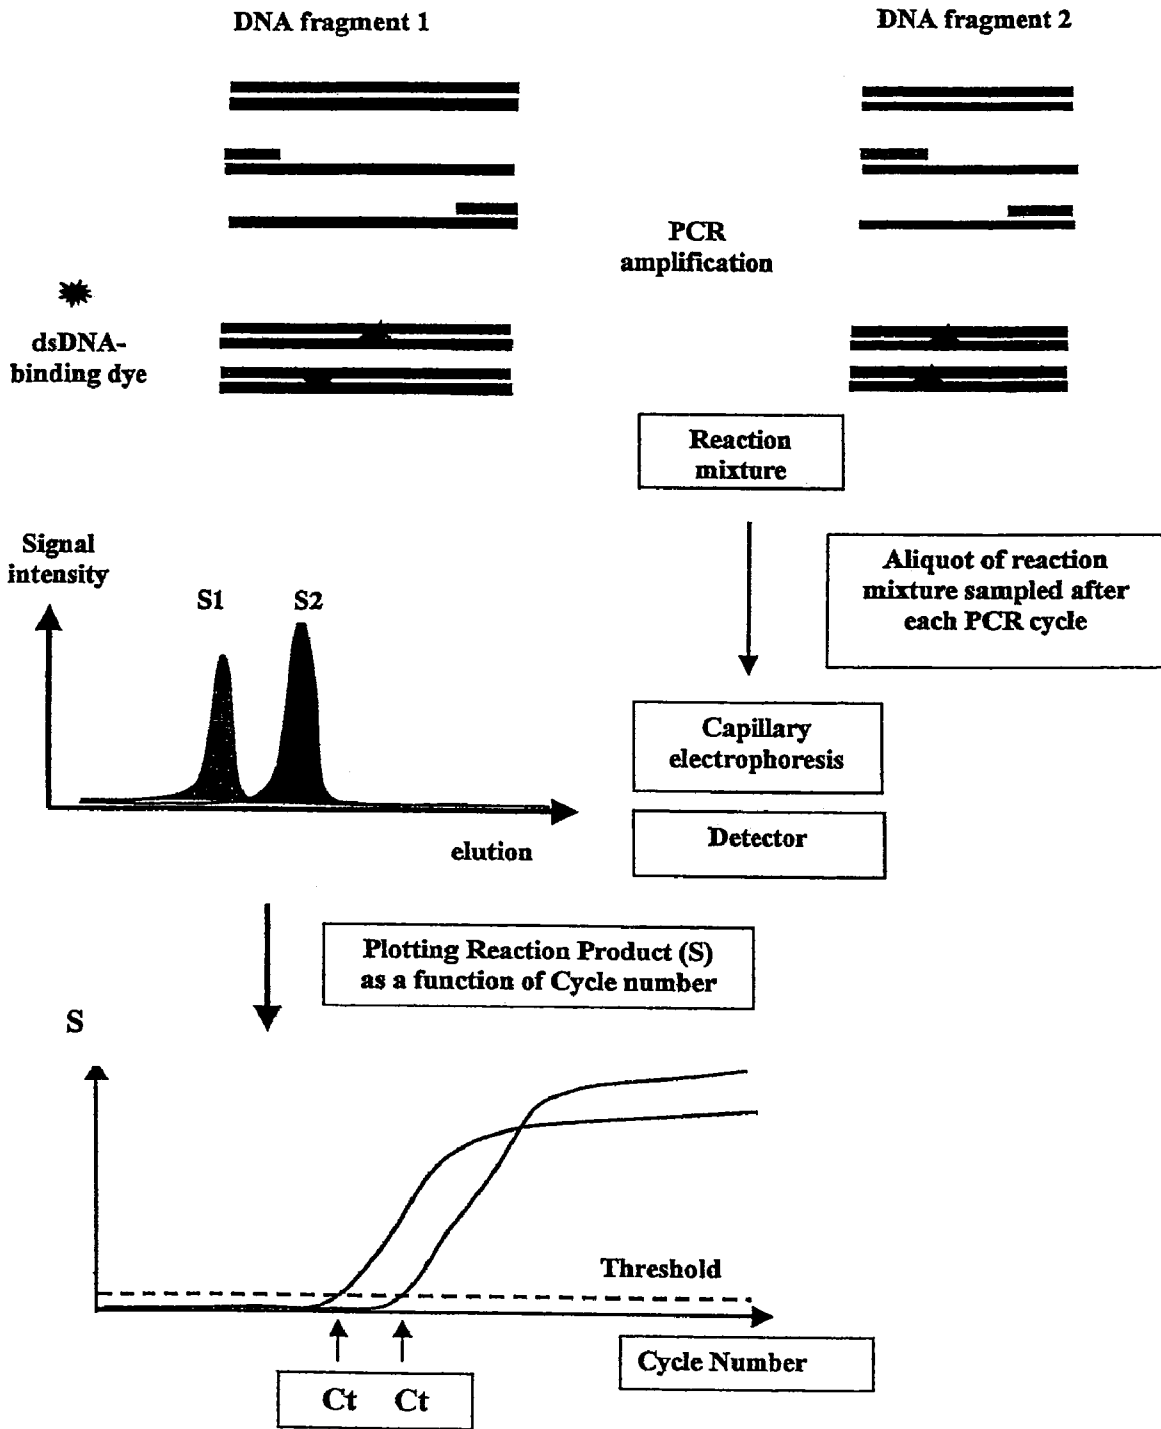 DNA fragment 1
DNA fragment 2
PCR
amplification
dsDNA-
binding dye
Reaction
mixture
Signal
intensity
S1
S2
Aliquot of reaction
mixture sampled after
each PCR cycle
Capillary
electrophoresis
Detector
elution
Plotting Reaction Product (S)
as a function of Cycle number
S
Threshold
Cycle Number
Ct
Ct